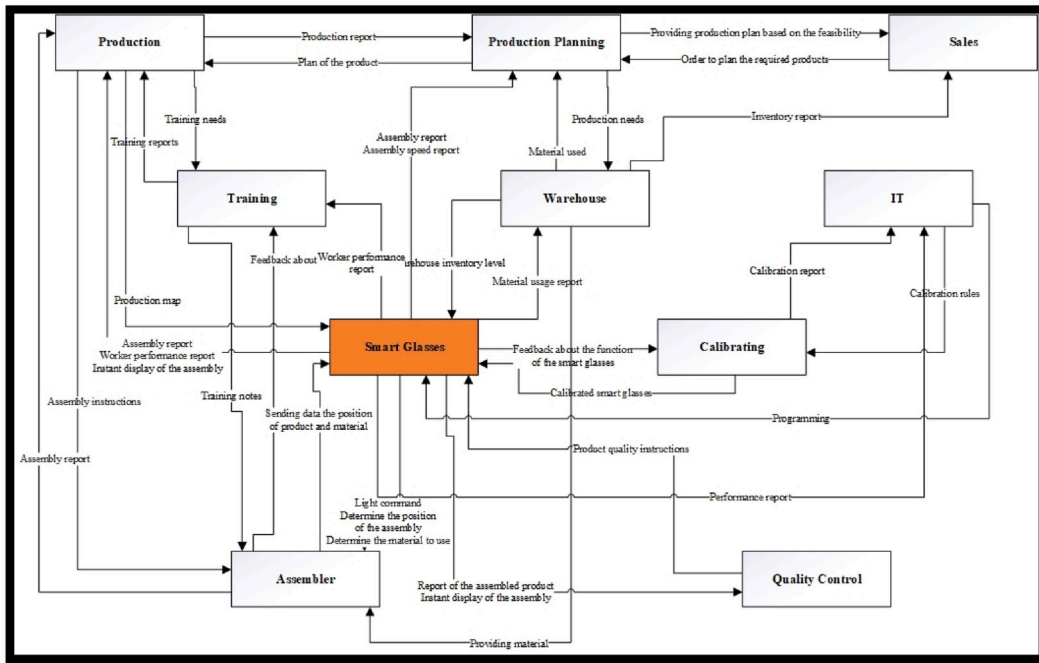 Production
Production report
Plan of the product
Production Planning
Providing production plan based on the feasibility
Order to plan the required products
Sales
Training needs
Training reports
Assembly report
Assembly speed report
Production needs
Material used
Inventory report
Training
Warehouse
IT
Feedback about
Worker performance
report
rehouse inventory level
Material usage report
Calibration report
Calibration rules
Production map
Smart Glasses
Calibrating
Assembly report
Worker performance report
Instant display of the assembly
Feedback about the function
of the smart glasses
Calibrated smart glasses
Assembly instructions
Training notes
Sending data the position
of product and material
Programming
Assembly report
Product quality instructions
Light command
Determine the position
of the assembly
Determine the material to use
Performance report
Assembler
Report of the assembled product
Instant display of the assembly
Quality Control
Providing material